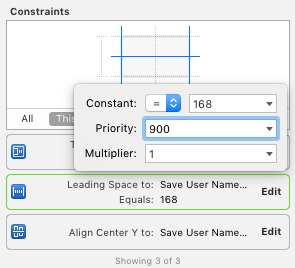 Constraints
All
This
Constant: = 168
Priority: 900
Multiplier: 1
T
Leading Space to: Save User Name...
Equals: 168
Edit
Align Center Y to: Save User Name...
Edit
Showing 3 of 3